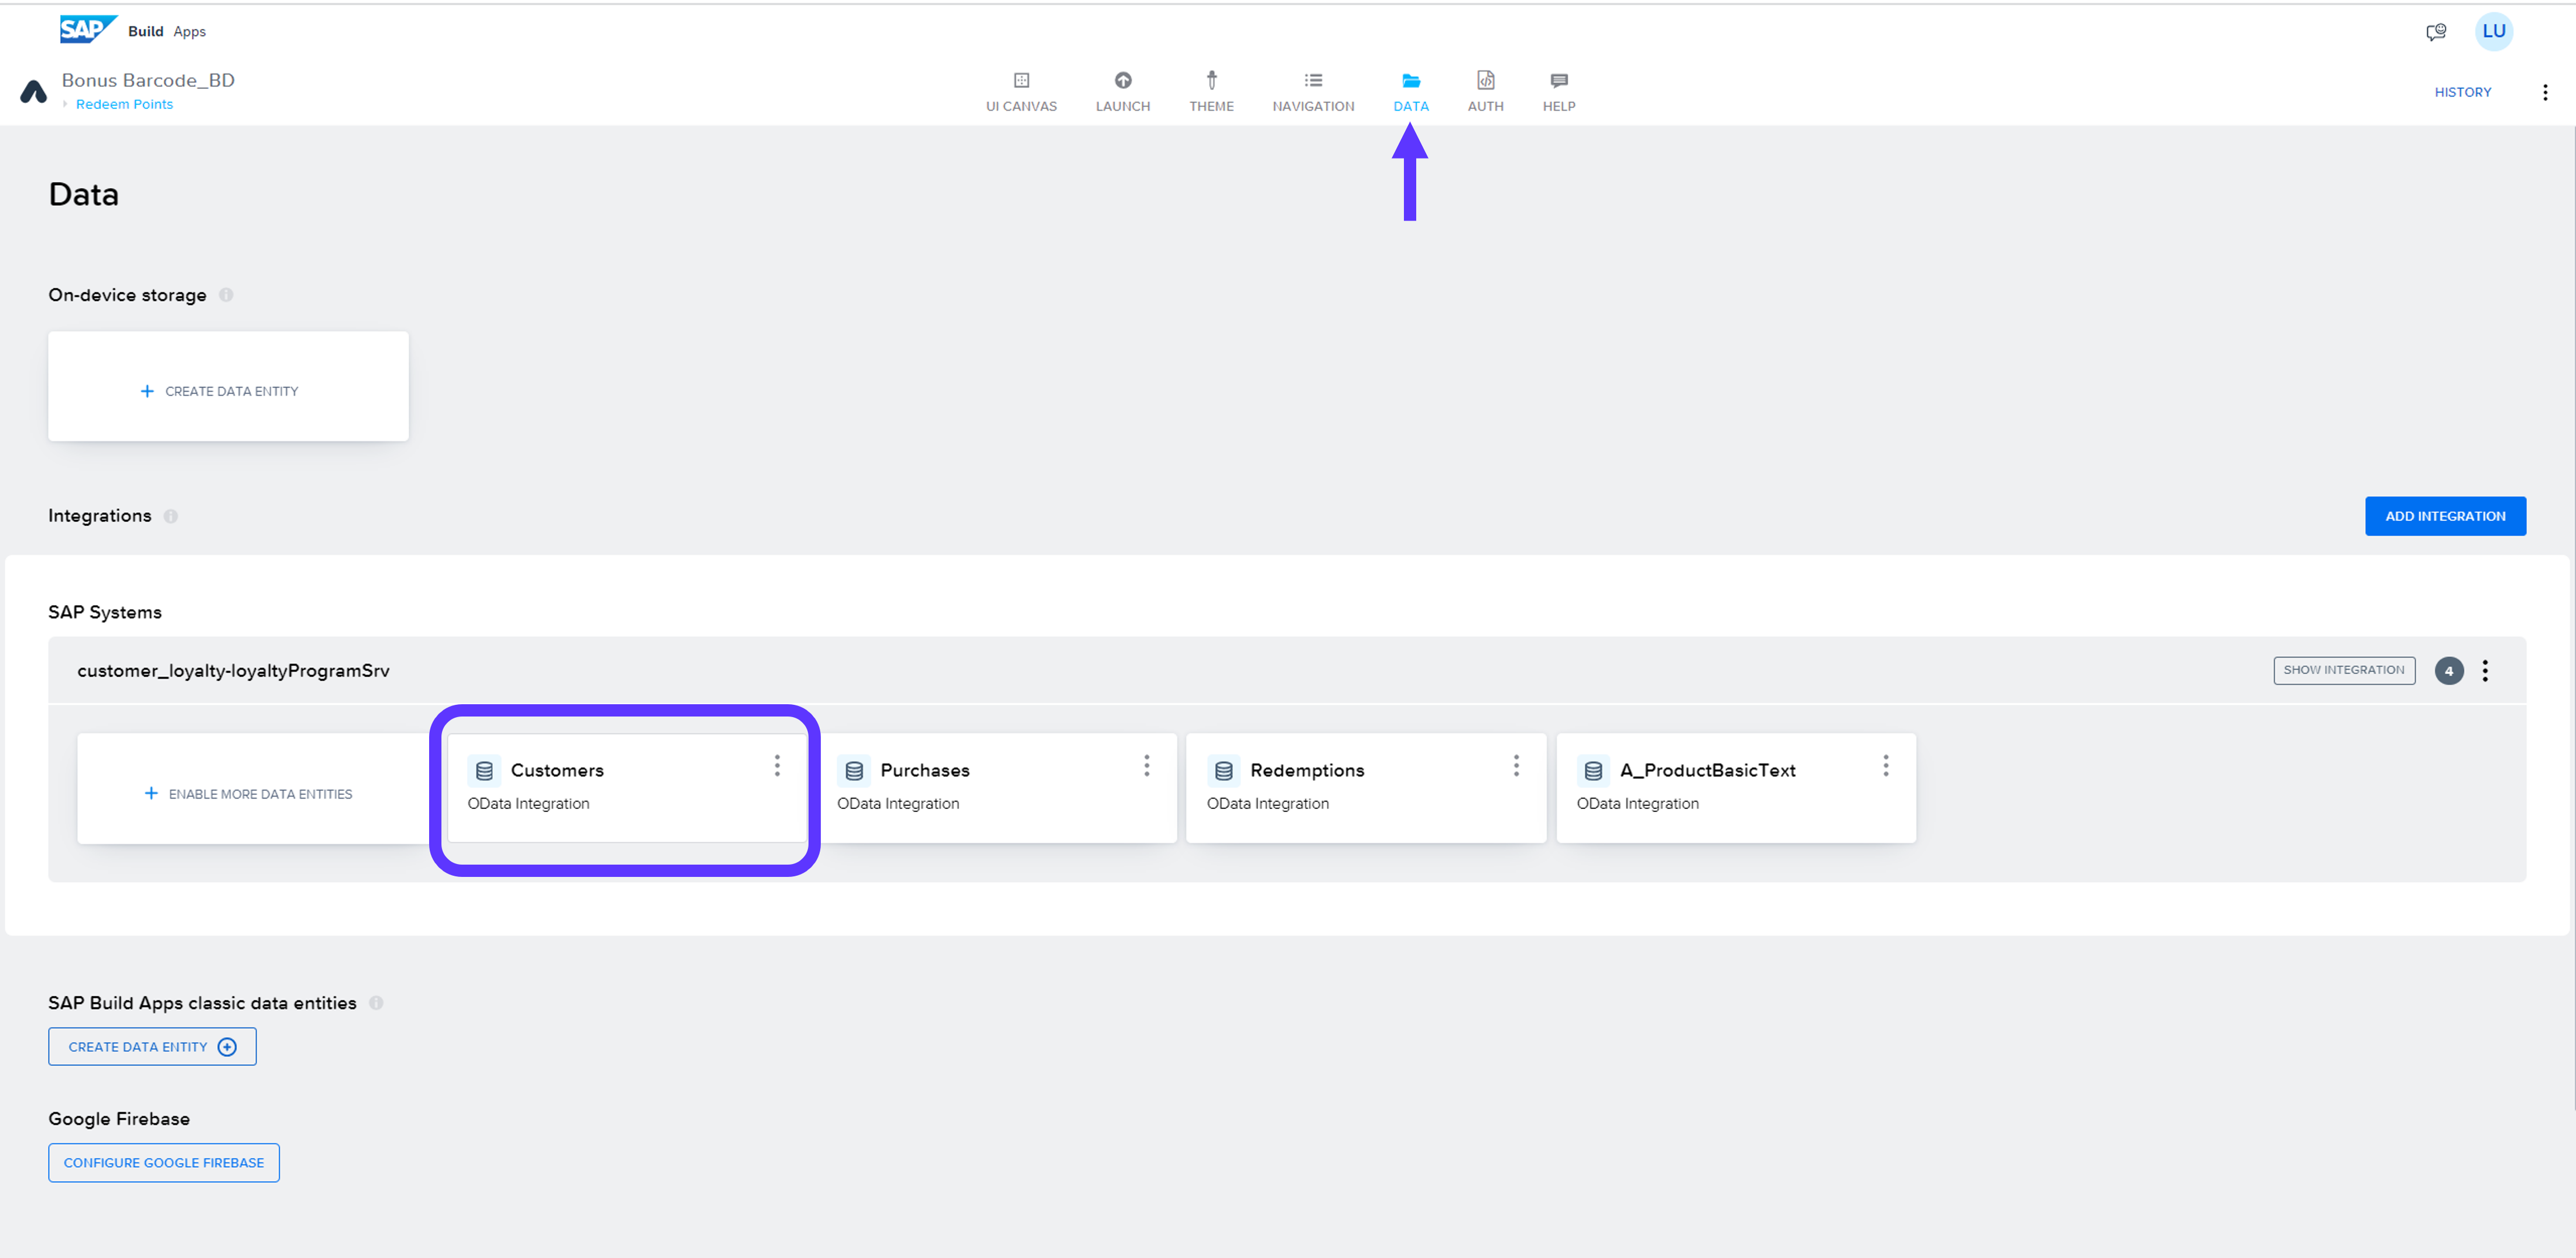 SAP Build Apps
LU
Bonus Barcode_BD
Redeem Points
UI CANVAS
LAUNCH
THEME
NAVIGATION
DATA
AUTH
HELP
HISTORY
Data
On-device storage
CREATE DATA ENTITY
Integrations
ADD INTEGRATION
SAP Systems
customer_loyalty-loyaltyProgramSrv
SHOW INTEGRATION
4
ENABLE MORE DATA ENTITIES
Customers
OData Integration
Purchases
OData Integration
Redemptions
OData Integration
A_ProductBasicText
OData Integration
SAP Build Apps classic data entities
CREATE DATA ENTITY
Google Firebase
CONFIGURE GOOGLE FIREBASE